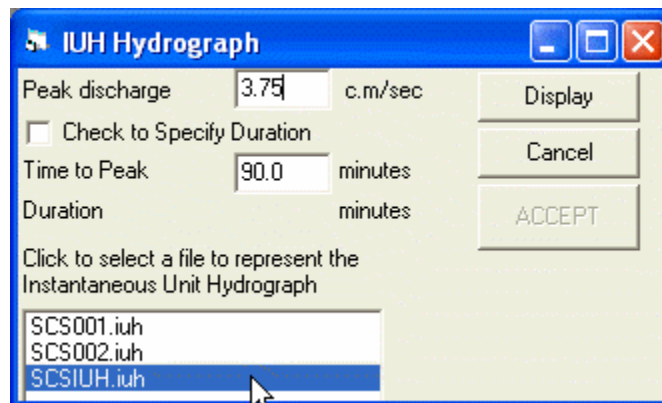 IUH Hydrograph
Peak discharge 3.75 c.m/sec Display
Check to Specify Duration
Cancel
Time to Peak 90.0 minutes
Duration minutes ACCEPT
Click to select a file to represent the
Instantaneous Unit Hydrograph
SCS001.iuh
SCS002.iuh
SCSIUH.iuh